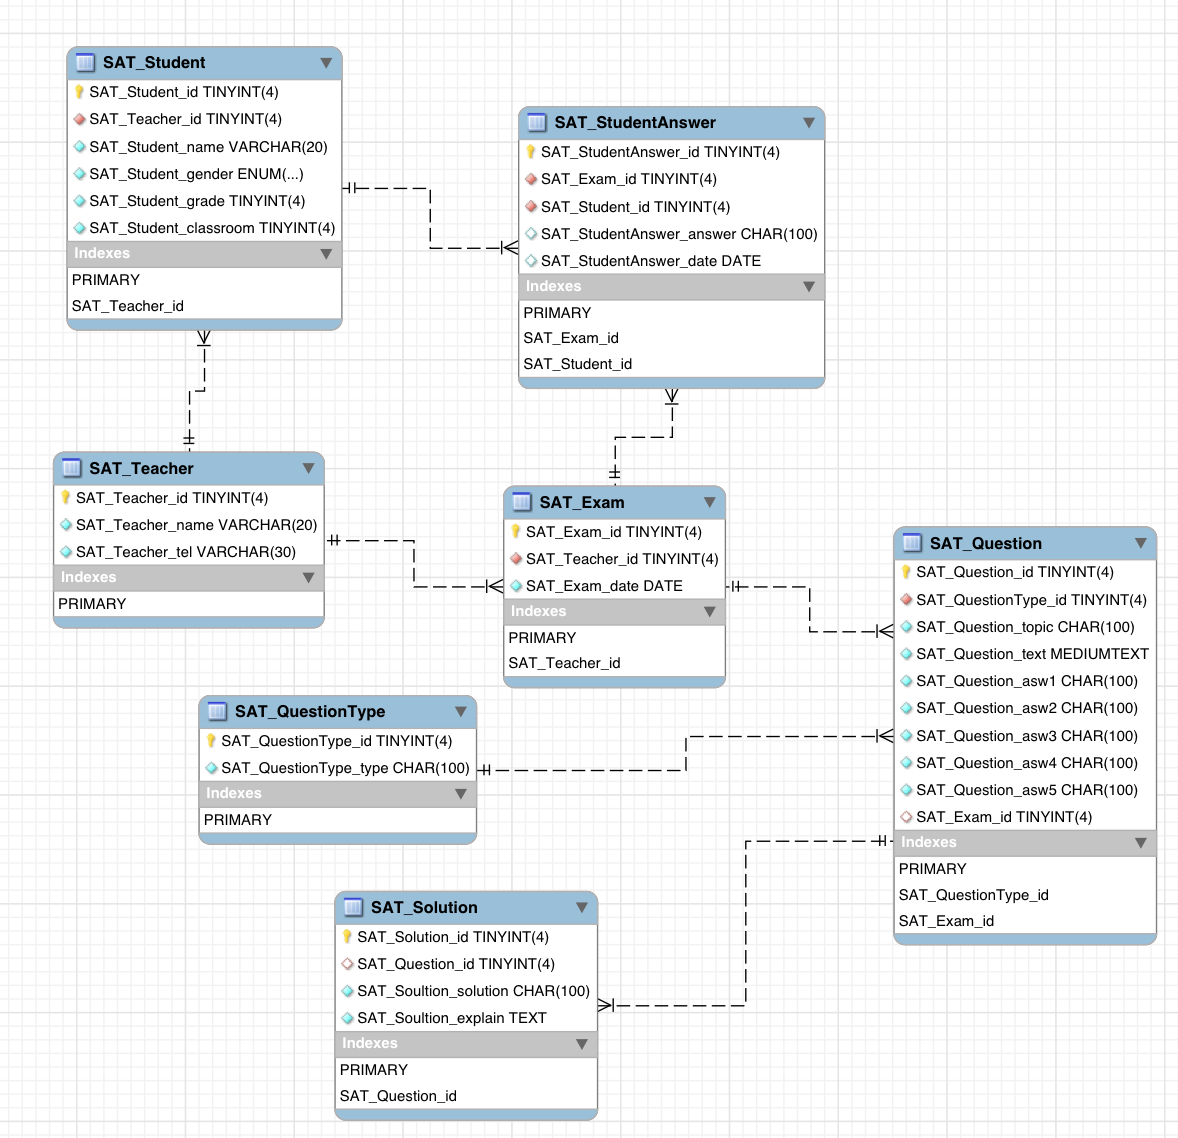 SAT_Student
SAT_Student_id TINYINT(4)
SAT_Teacher_id TINYINT(4)
SAT_Student_name VARCHAR(20)
SAT_Student_gender ENUM(...)
SAT_Student_grade TINYINT(4)
SAT_Student_classroom TINYINT(4)
Indexes
PRIMARY
SAT_Teacher_id
SAT_StudentAnswer
SAT_StudentAnswer_id TINYINT(4)
SAT_Exam_id TINYINT(4)
SAT_Student_id TINYINT(4)
SAT_StudentAnswer_answer CHAR(100)
SAT_StudentAnswer_date DATE
Indexes
PRIMARY
SAT_Exam_id
SAT_Student_id
SAT_Teacher
SAT_Teacher_id TINYINT(4)
SAT_Teacher_name VARCHAR(20)
SAT_Teacher_tel VARCHAR(30)
Indexes
PRIMARY
SAT_Exam
SAT_Exam_id TINYINT(4)
SAT_Teacher_id TINYINT(4)
SAT_Exam_date DATE
Indexes
PRIMARY
SAT_Teacher_id
SAT_Question
SAT_Question_id TINYINT(4)
SAT_QuestionType_id TINYINT(4)
SAT_Question_topic CHAR(100)
SAT_Question_text MEDIUMTEXT
SAT_Question_asw1 CHAR(100)
SAT_Question_asw2 CHAR(100)
SAT_Question_asw3 CHAR(100)
SAT_Question_asw4 CHAR(100)
SAT_Question_asw5 CHAR(100)
SAT_Exam_id TINYINT(4)
Indexes
PRIMARY
SAT_QuestionType_id
SAT_Exam_id
SAT_QuestionType
SAT_QuestionType_id TINYINT(4)
SAT_QuestionType_type CHAR(100)
Indexes
PRIMARY
SAT_Solution
SAT_Solution_id TINYINT(4)
SAT_Question_id TINYINT(4)
SAT_Soultion_solution CHAR(100)
SAT_Soultion_explain TEXT
Indexes
PRIMARY
SAT_Question_id